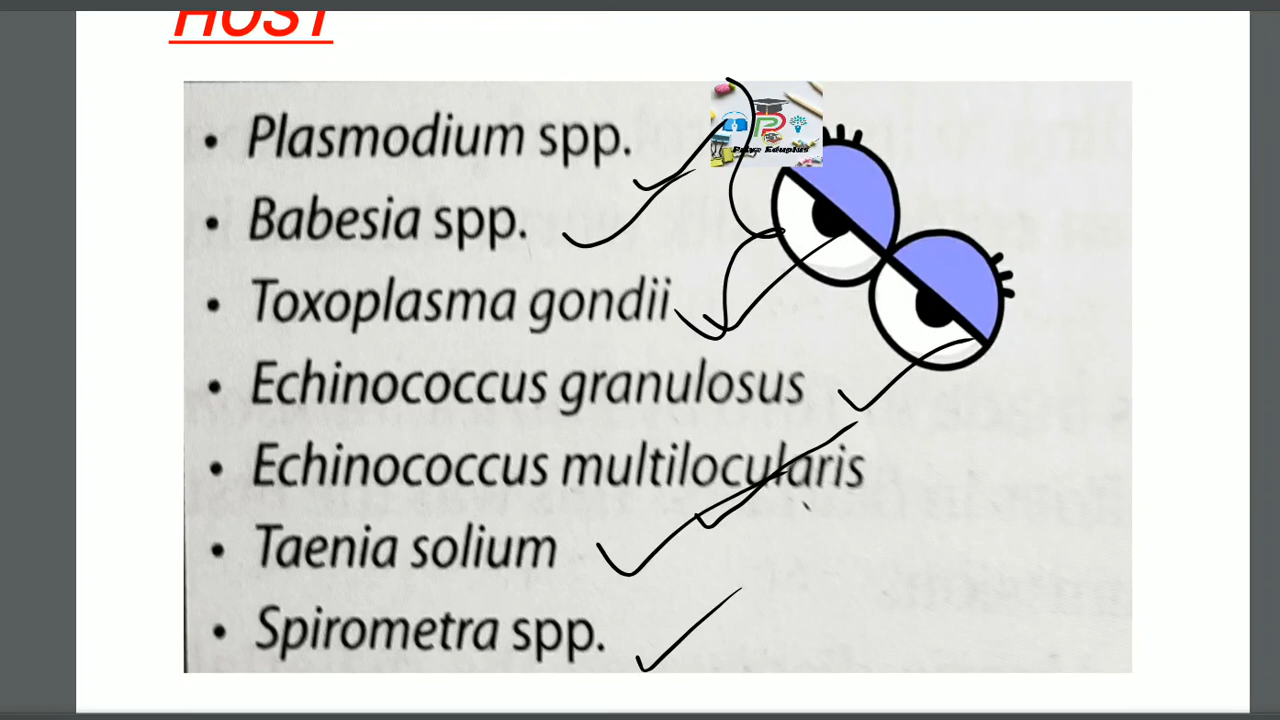 HOST
• Plasmodium spp.
• Babesia spp.
• Toxoplasma gondii
• Echinococcus granulosus
• Echinococcus multilocularis
• Taenia solium
• Spirometra spp.